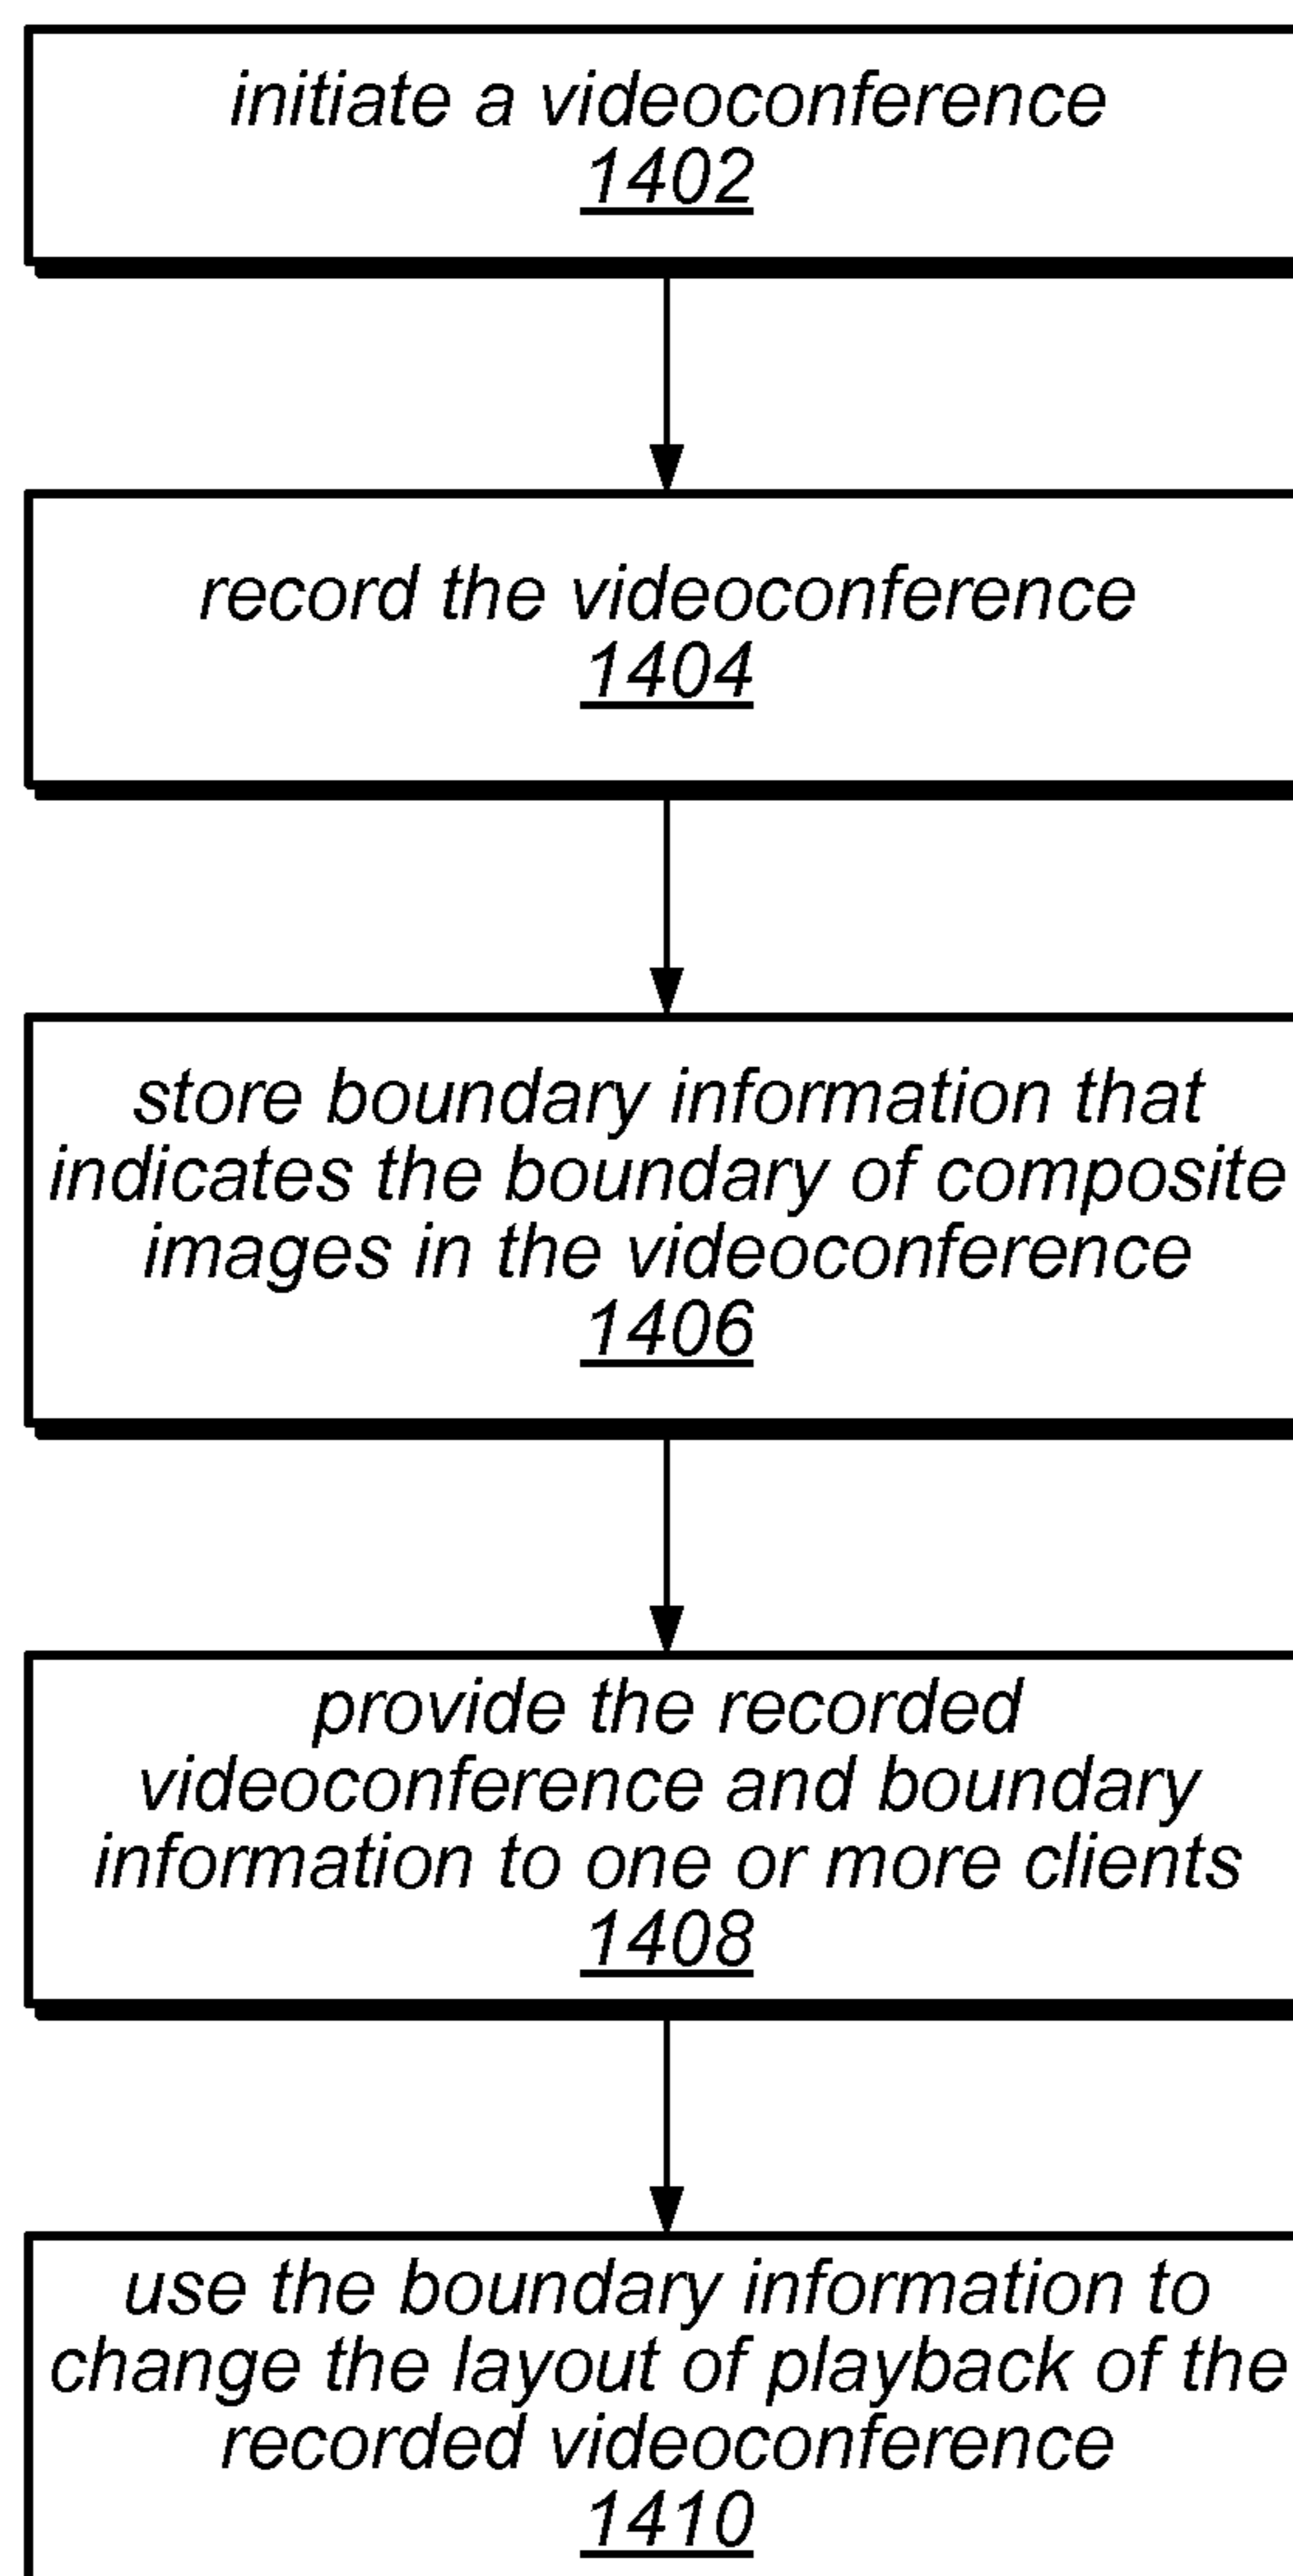 initiate a videoconference
1402
record the videoconference
1404
store boundary information that
indicates the boundary of composite
images in the videoconference
1406
provide the recorded
videoconference and boundary
information to one or more clients
1408
use the boundary information to
change the layout of playback of the
recorded videoconference
1410